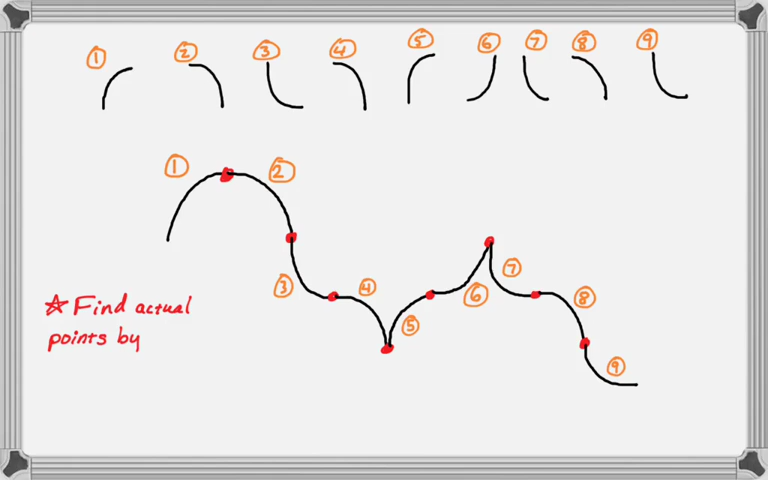 ① ② ③ ④ ⑤ ⑥ ⑦ ⑧ ⑨
① ②
③ ④ ⑤ ⑥ ⑦ ⑧ ⑨
☆ Find actual
points by